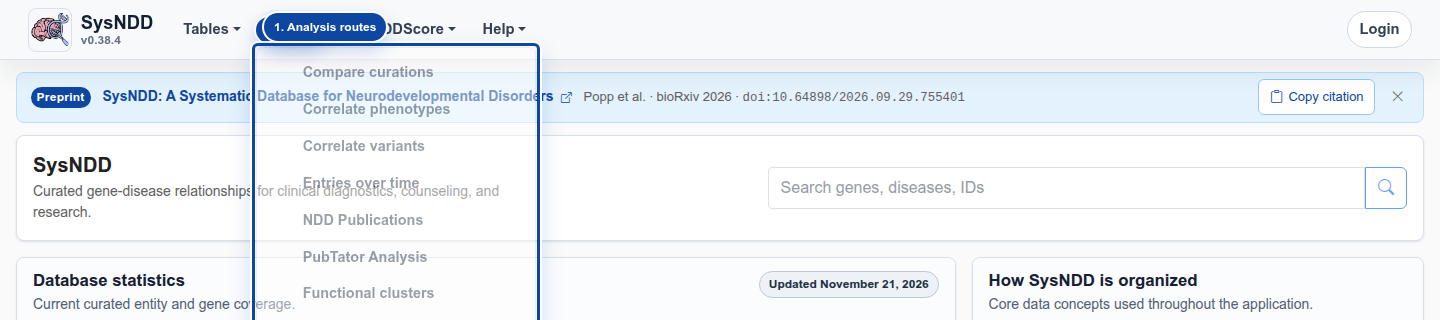 SysNDD
v0.38.4
Tables
1. Analysis routes
DDScore
Help
Login
Compare curations
Correlate phenotypes
Correlate variants
Entries over time
NDD Publications
PubTator Analysis
Functional clusters
Preprint
SysNDD: A Systematic Database for Neurodevelopmental Disorders
Popp et al. · bioRxiv 2026 · doi:10.64898/2026.09.29.755401
Copy citation
SysNDD
Curated gene-disease relationships for clinical diagnostics, counseling, and
research.
Search genes, diseases, IDs
Database statistics
Current curated entity and gene coverage.
Updated November 21, 2026
How SysNDD is organized
Core data concepts used throughout the application.